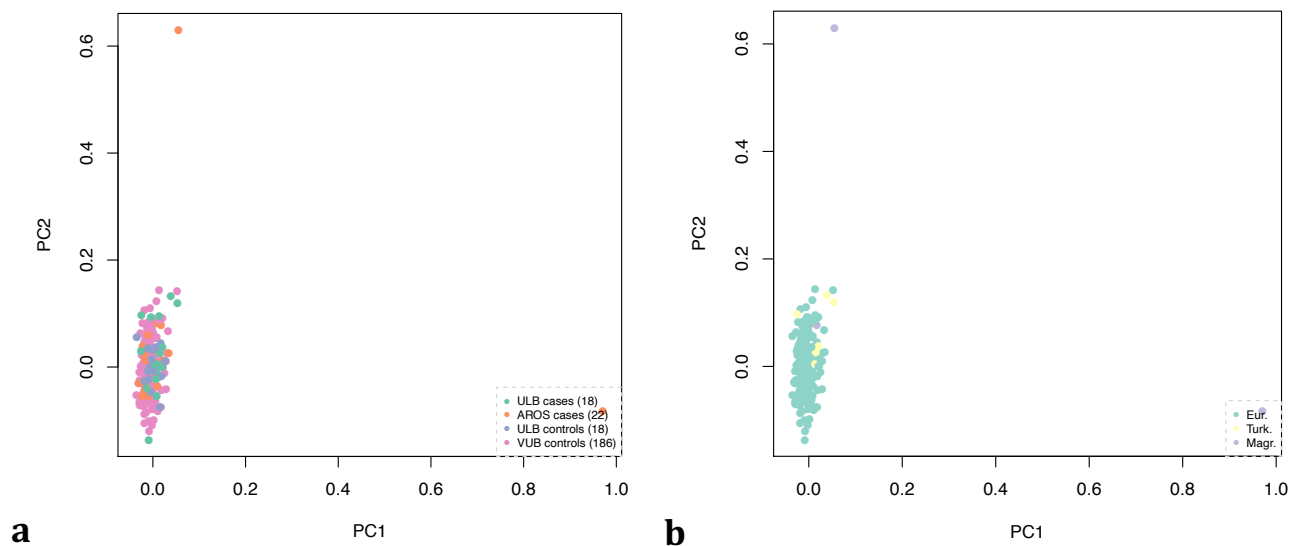 0.6
0.4
0.2
0.0
PC2
ULB cases (18)
AROS cases (22)
ULB controls (18)
VUB controls (186)
0.0 0.2 0.4 0.6 0.8 1.0
PC1
a
0.6
0.4
0.2
0.0
PC2
Eur.
Turk.
Magr.
0.0 0.2 0.4 0.6 0.8 1.0
PC1
b